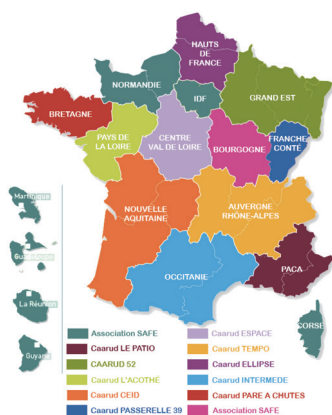 HAUTS
DE FRANCE
NORMANDIE
IDF
GRAND EST
BRETAGNE
PAYS DE
LA LOIRE
CENTRE
VAL DE LOIRE
BOURGOGNE
FRANCHE
CONTÉ
Martinique
Guadeloupe
La Réunion
Guyane
NOUVELLE
AQUITAINE
AUVERGNE
RHÔNE-ALPES
OCCITANIE
PACA
CORSE
Association SAFE
Caarud LE PATIO
CAARUD 52
Caarud L'ACOTHÉ
Caarud CEID
Caarud PASSERELLE 39
Caarud ESPACE
Caarud TEMPO
Caarud ELLIPSE
Caarud INTERMEDE
Caarud PARE A CHUTES
Association SAFE